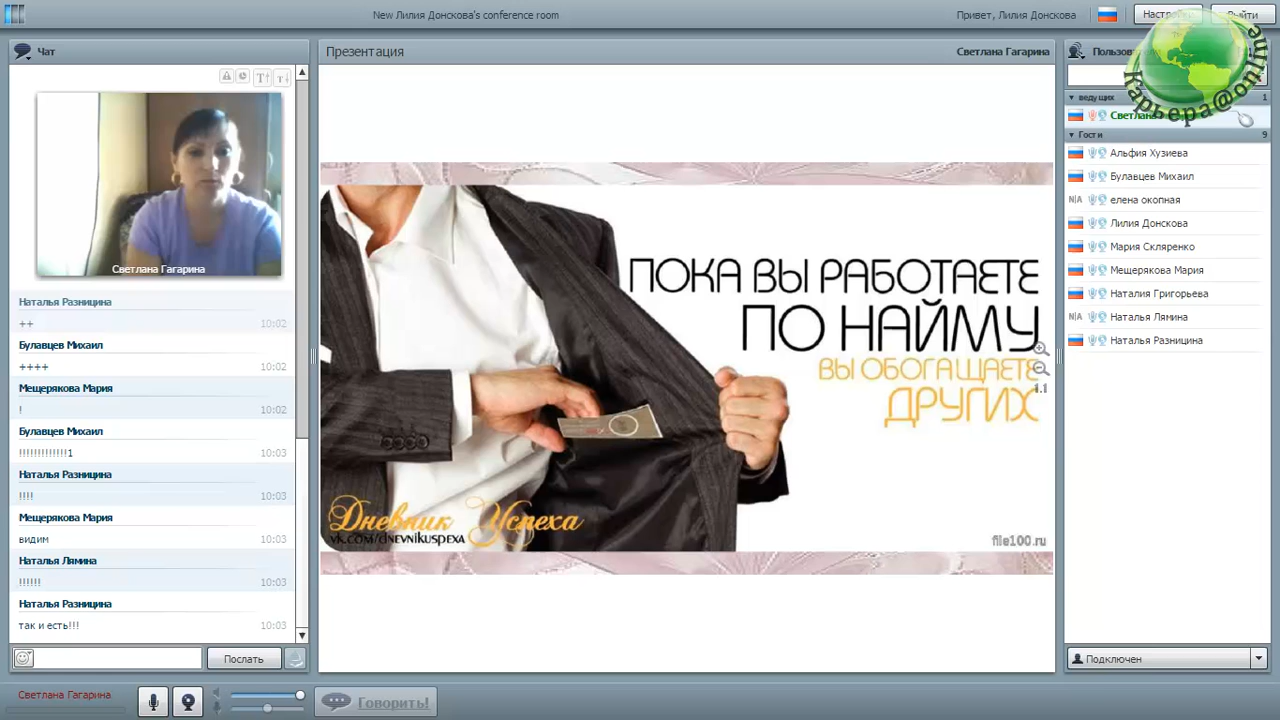 New Лилия Донскова's conference room
Привет, Лилия Донскова
Настройки
Выйти
Чат
Светлана Гагарина
Наталья Разницина
++
10:02
Булавцев Михаил
++++
10:02
Мещерякова Мария
!
10:02
Булавцев Михаил
!!!!!!!!!!!!!1
10:03
Наталья Разницина
!!!!
10:03
Мещерякова Мария
видим
10:03
Наталья Лямина
!!!!!!
10:03
Наталья Разницина
так и есть!!!
10:03
Послать
Светлана Гагарина
Говорить!
Презентация
Светлана Гагарина
ПОКА ВЫ РАБОТАЕТЕ
ПО НАЙМУ
ВЫ ОБОГАЩАЕТЕ
ДРУГИХ
Дневник Успеха
vk.com/dnevnikuspexa
file100.ru
1:1
карьера@online
ведущих
1
Гости
9
Альфия Хузиева
Булавцев Михаил
N|A елена окопная
Лилия Донскова
Мария Скляренко
Мещерякова Мария
Наталия Григорьева
N|A Наталья Лямина
Наталья Разницина
Подключен